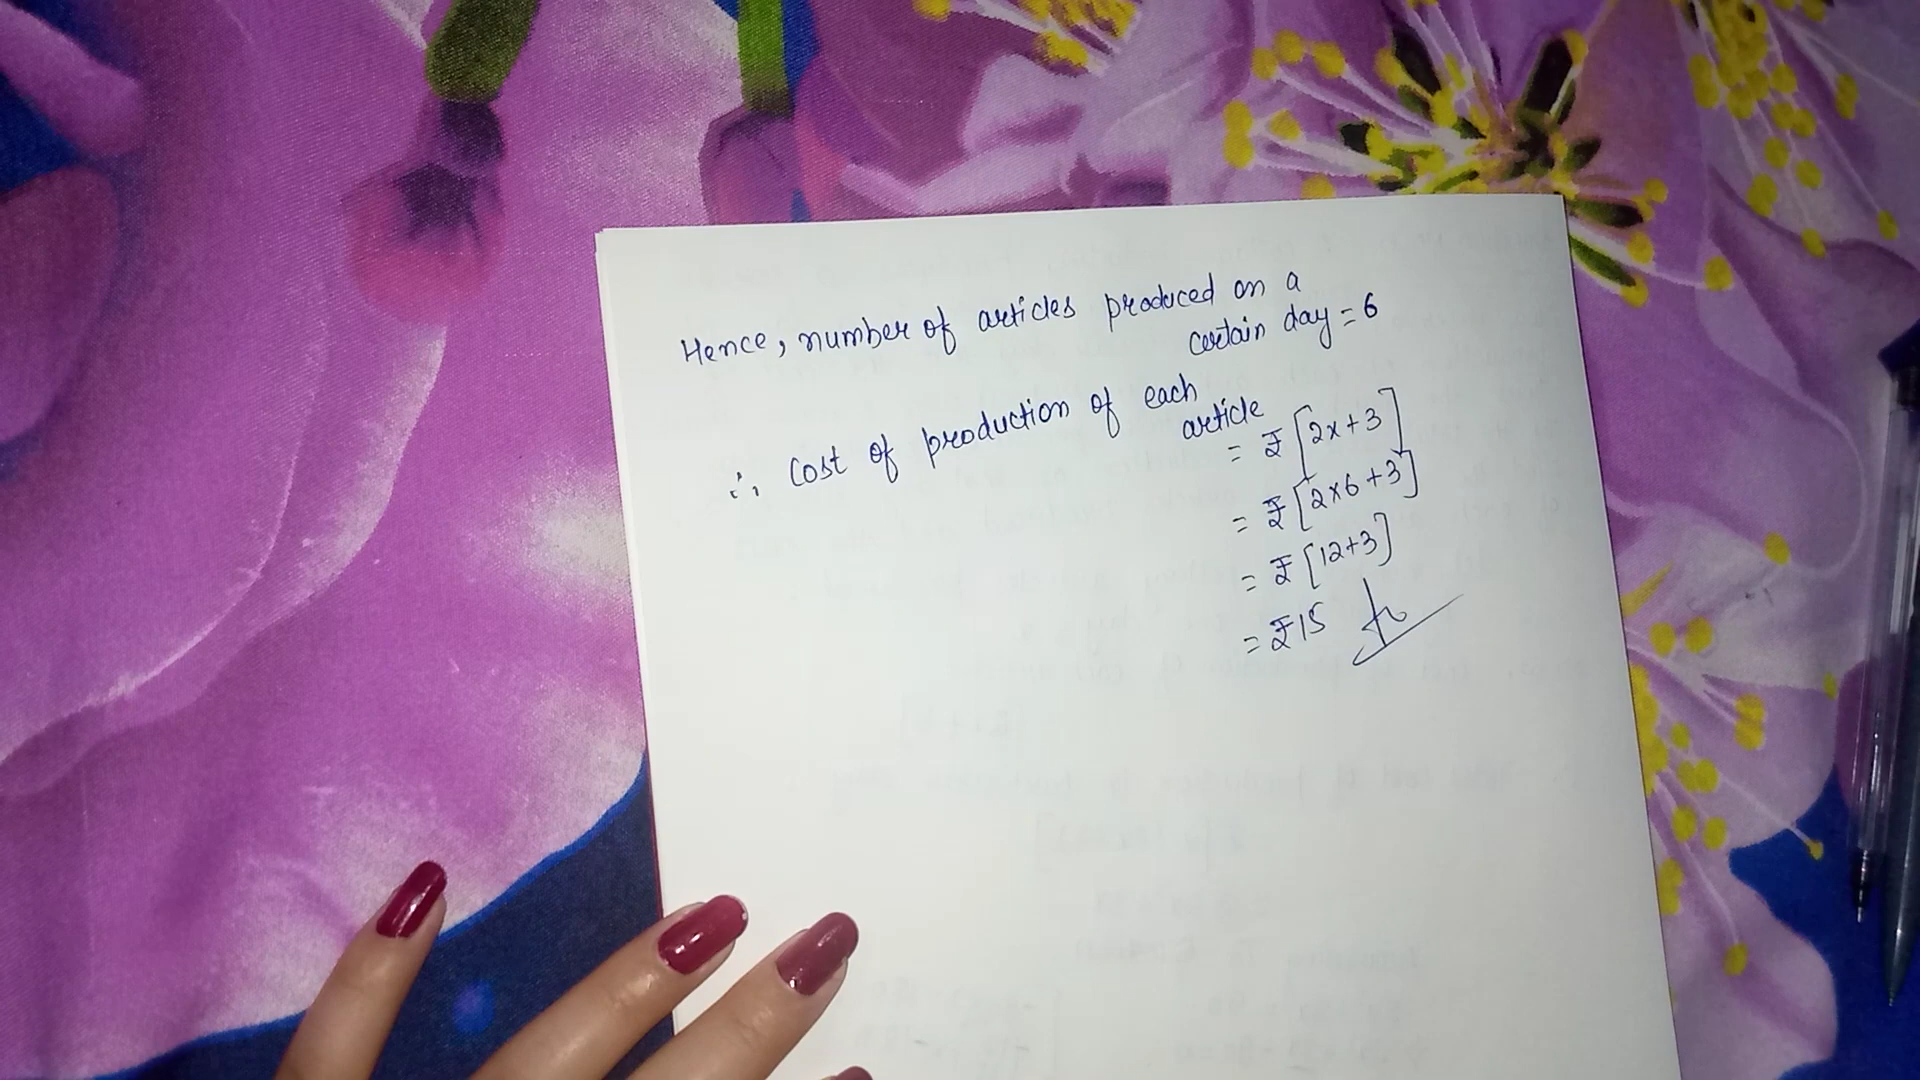 Hence, number of articles produced on a
certain day = 6
∴ Cost of production of each
article
= ₹ [2x+3]
= ₹ [2×6+3]
= ₹ [12+3]
= ₹15